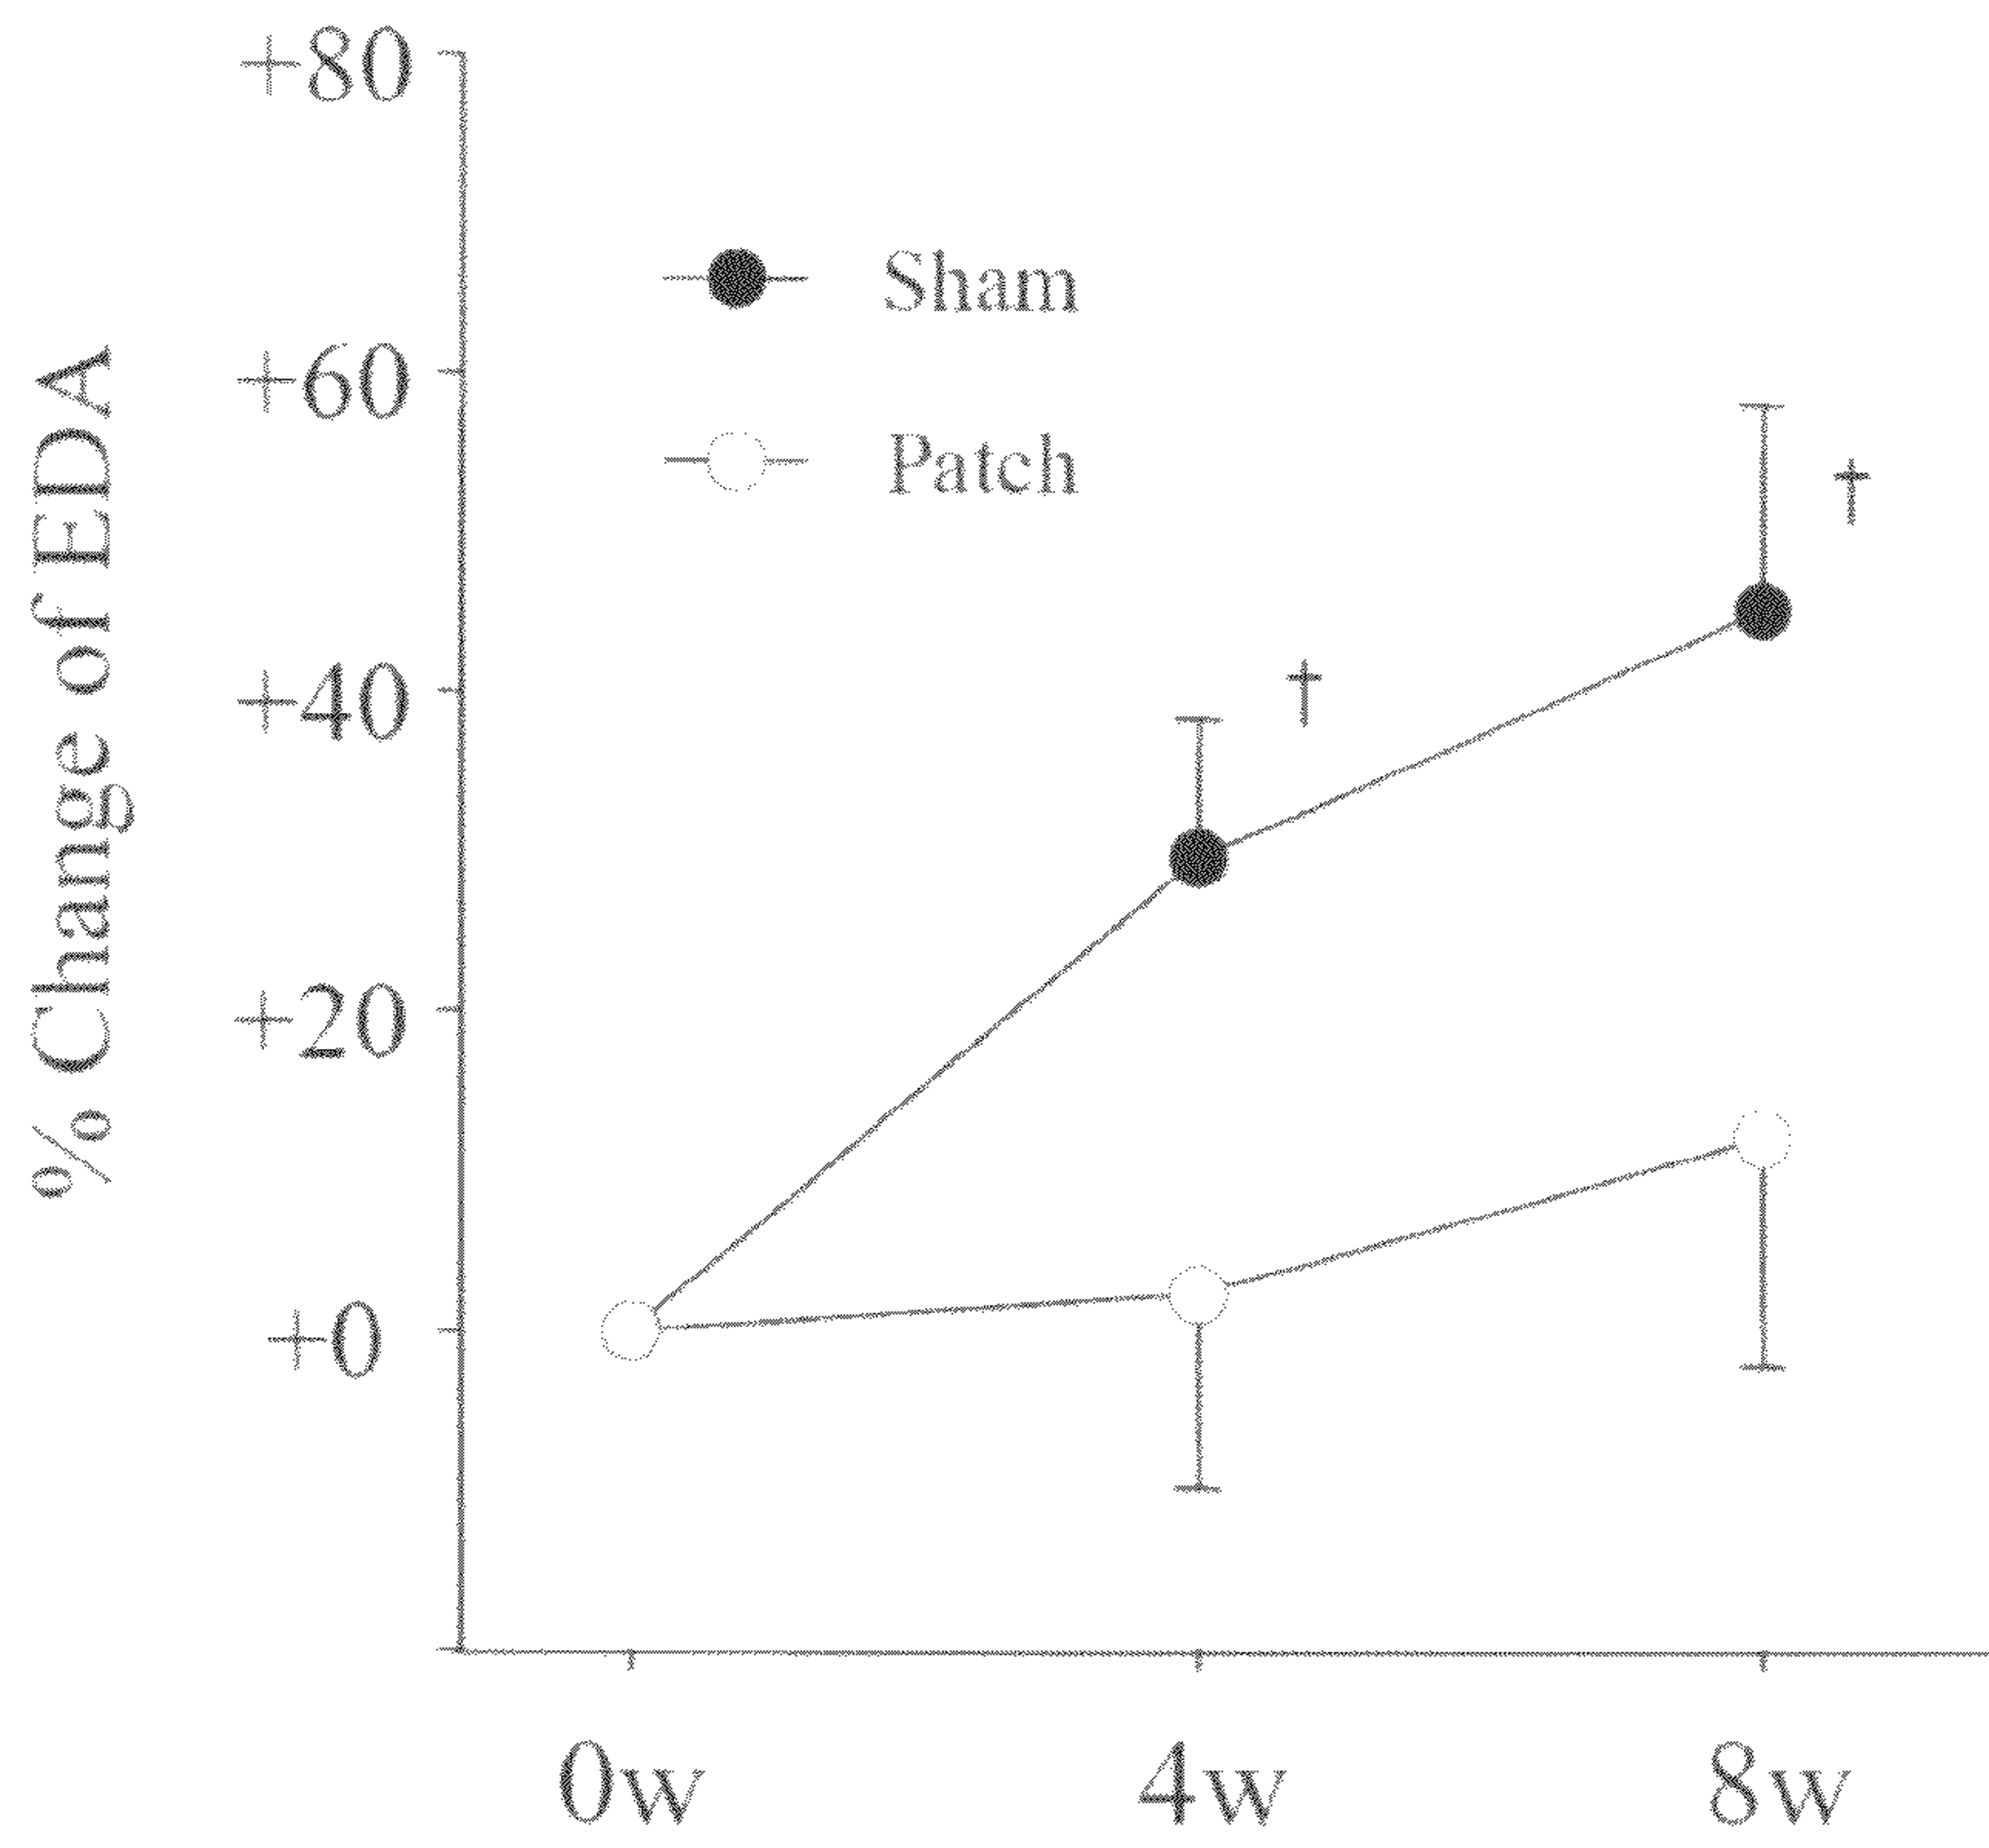 % Change of EDA
+80
+60
+40
+20
+0
Sham
Patch
†
†
0w
4w
8w